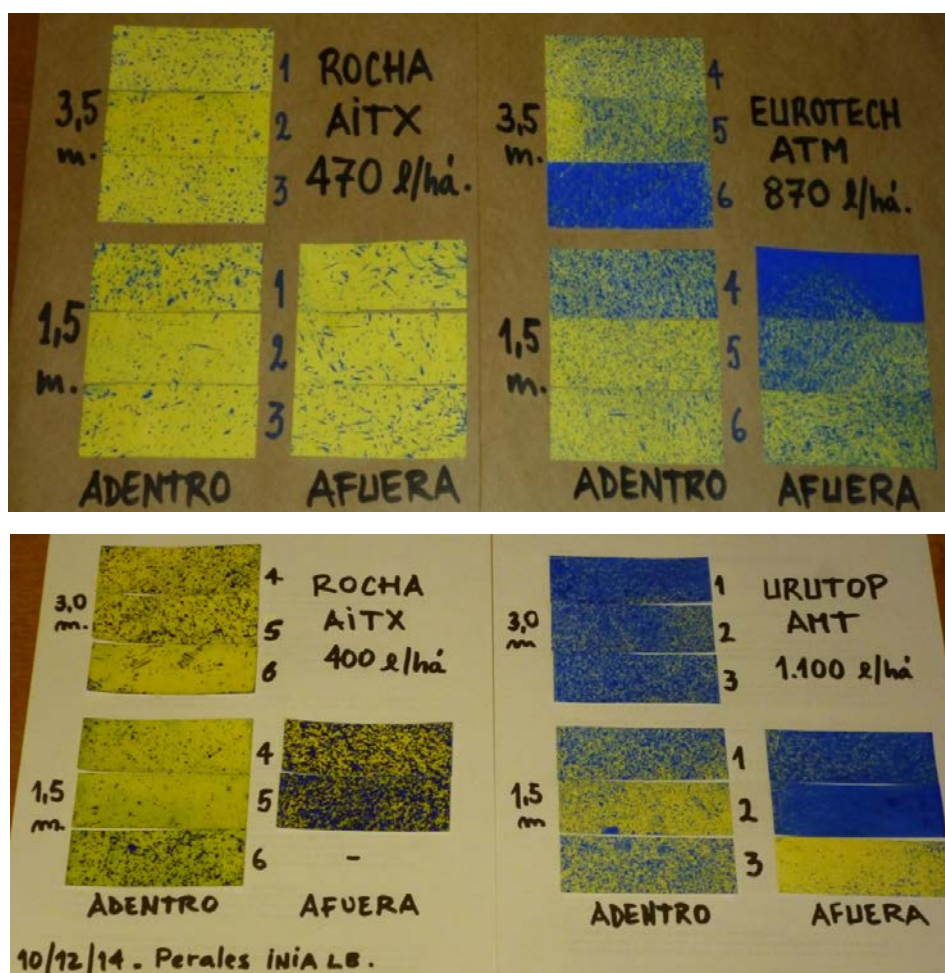 1
2
3
3,5
m.
ROCHA
AiTX
470 l/há.
1
2
3
1,5
m.
ADENTRO
AFUERA
4
5
6
3,5
m.
EUROTECH
ATM
870 l/há.
4
5
6
1,5
m.
ADENTRO
AFUERA
4
5
6
3,0
m.
ROCHA
AiTX
400 l/há
4
5
6
1,5
m.
-
ADENTRO
AFUERA
1
2
3
3,0
m
URUTOP
AMT
1.100 l/há
1
2
3
1,5
m
ADENTRO
AFUERA
10/12/14. Perales iNiA LB.